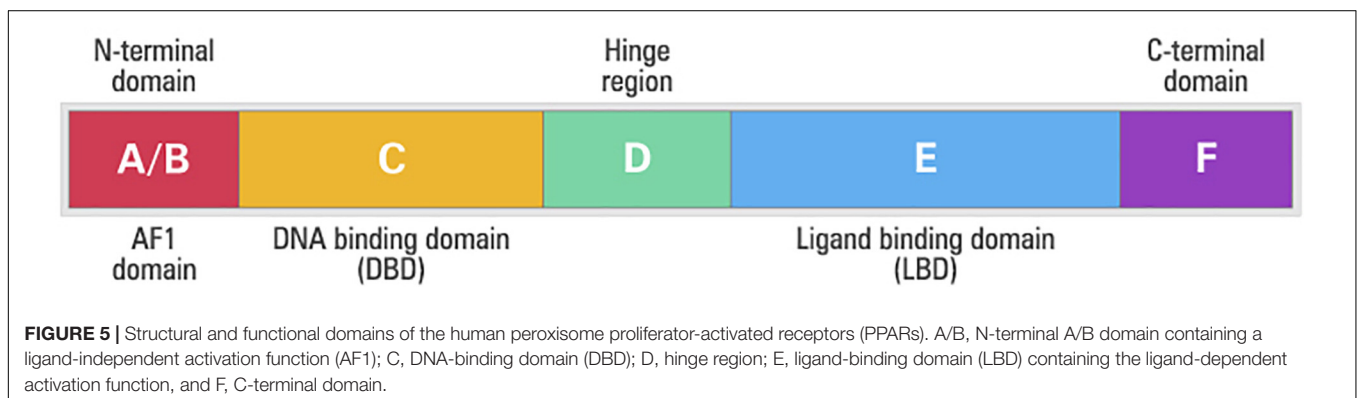 N-terminal
domain
Hinge
region
C-terminal
domain
A/B
C
D
E
F
AF1
domain
DNA binding domain
(DBD)
Ligand binding domain
(LBD)
FIGURE 5 | Structural and functional domains of the human peroxisome proliferator-activated receptors (PPARs). A/B, N-terminal A/B domain containing a
ligand-independent activation function (AF1); C, DNA-binding domain (DBD); D, hinge region; E, ligand-binding domain (LBD) containing the ligand-dependent
activation function, and F, C-terminal domain.